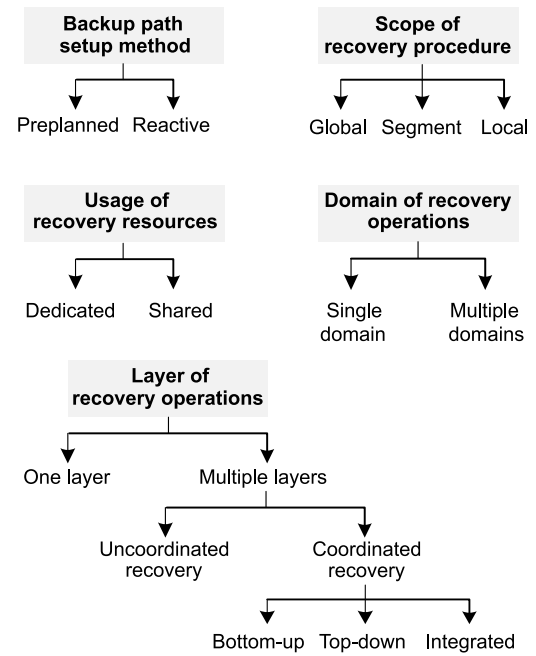 Backup path
setup method
Preplanned Reactive
Scope of
recovery procedure
Global Segment Local
Usage of
recovery resources
Dedicated Shared
Domain of recovery
operations
Single
domain
Multiple
domains
Layer of
recovery operations
One layer Multiple layers
Uncoordinated
recovery
Coordinated
recovery
Bottom-up Top-down Integrated